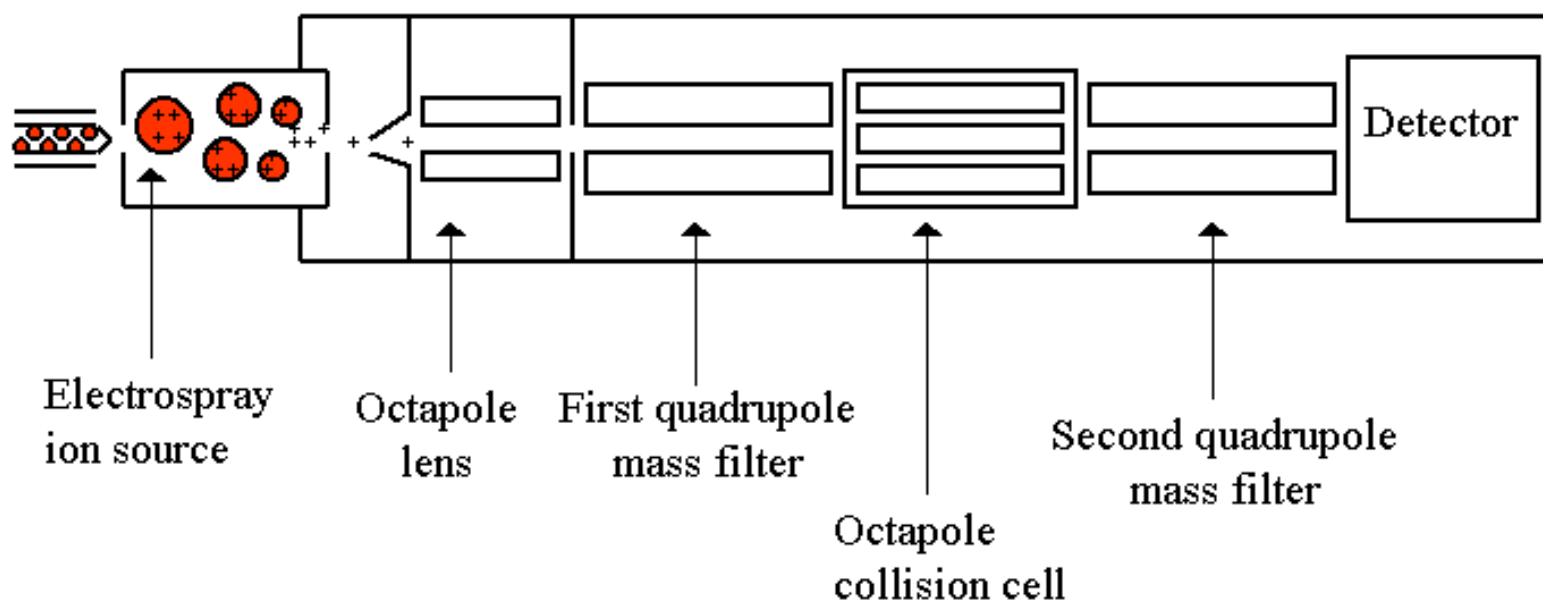 Detector
Electrospray
ion source
Octapole
lens
First quadrupole
mass filter
Octapole
collision cell
Second quadrupole
mass filter